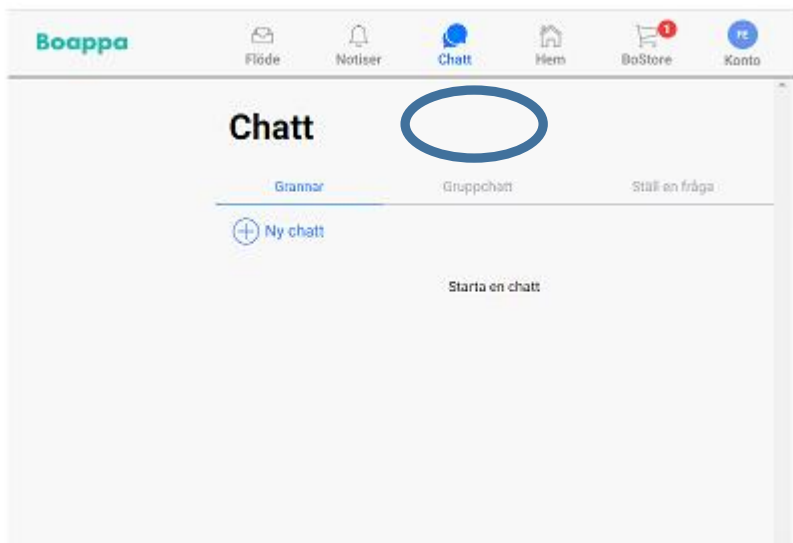 Boappa
Flöde Notiser Chatt Hem BoStore 1 Konto
Chatt
Grannar Gruppchatt Ställ en fråga
Ny chatt
Starta en chatt